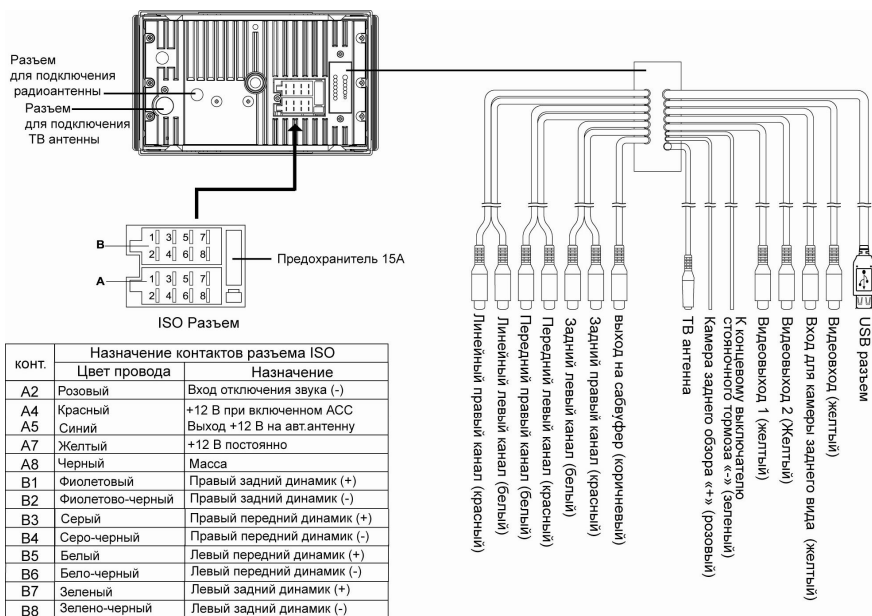 Разъем
для подключения
радиоантенны
Разъем
для подключения
ТВ антенны
B
1 3 5 7
2 4 6 8
A
1 3 5 7
2 4 6 8
Предохранитель 15А
ISO Разъем
конт.
Назначение контактов разъема ISO
Цвет провода Назначение
A2 Розовый Вход отключения звука (-)
A4 Красный +12 В при включенном АСС
A5 Синий Выход +12 В на авт.антенну
A7 Желтый +12 В постоянно
A8 Черный Масса
B1 Фиолетовый Правый задний динамик (+)
B2 Фиолетово-черный Правый задний динамик (-)
B3 Серый Правый передний динамик (+)
B4 Серо-черный Правый передний динамик (-)
B5 Белый Левый передний динамик (+)
B6 Бело-черный Левый передний динамик (-)
B7 Зеленый Левый задний динамик (+)
B8 Зелено-черный Левый задний динамик (-)
Линейный правый канал (красный)
Линейный левый канал (белый)
Передний правый канал (белый)
Передний левый канал (красный)
Задний левый канал (белый)
Задний правый канал (красный)
выход на сабвуфер (коричневый)
ТВ антенна
Камера заднего обзора «+» (розовый)
К концевому выключателю
стояночного тормоза «-» (зеленый)
Видеовыход 1 (желтый)
Видеовыход 2 (Желтый)
Вход для камеры заднего вида (желтый)
Видеовход (желтый)
USB разъем